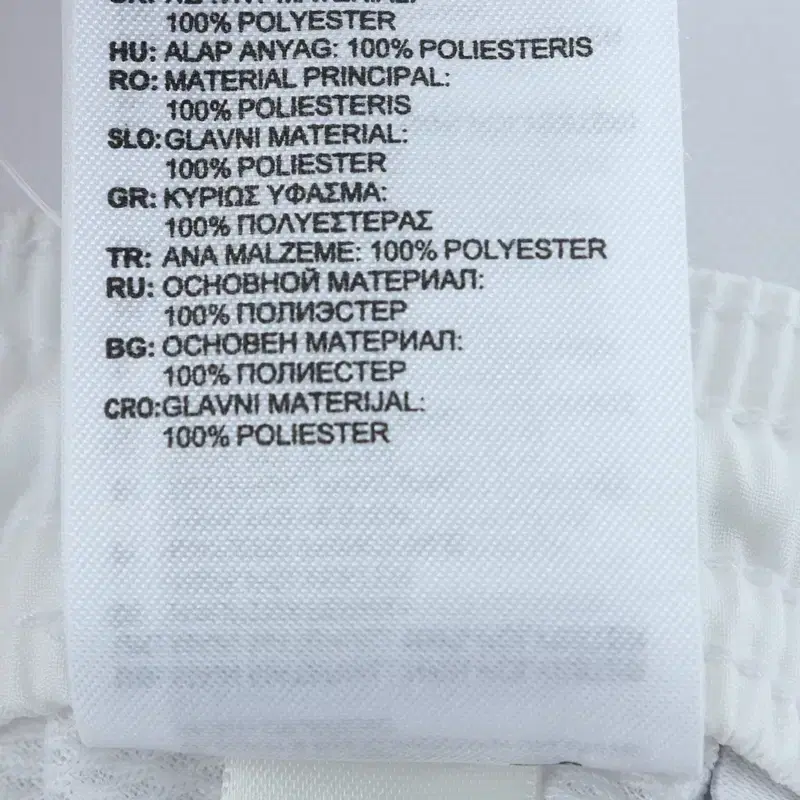 100% POLYESTER
HU: ALAP ANYAG: 100% POLIESTERIS
RO: MATERIAL PRINCIPAL:
100% POLIESTERIS
SLO: GLAVNI MATERIAL:
100% POLIESTER
GR: ΚΥΡΙΩΣ ΥΦΑΣΜΑ:
100% ΠΟΛΥΕΣΤΕΡΑΣ
TR: ANA MALZEME: 100% POLYESTER
RU: ОСНОВНОЙ МАТЕРИАЛ:
100% ПОЛИЭСТЕР
BG: ОСНОВЕН МАТЕРИАЛ:
100% ПОЛИЕСТЕР
CRO: GLAVNI MATERIJAL:
100% POLIESTER